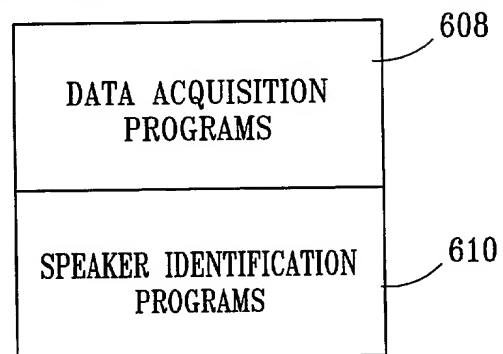 608
DATA ACQUISITION
PROGRAMS
SPEAKER IDENTIFICATION
PROGRAMS
610